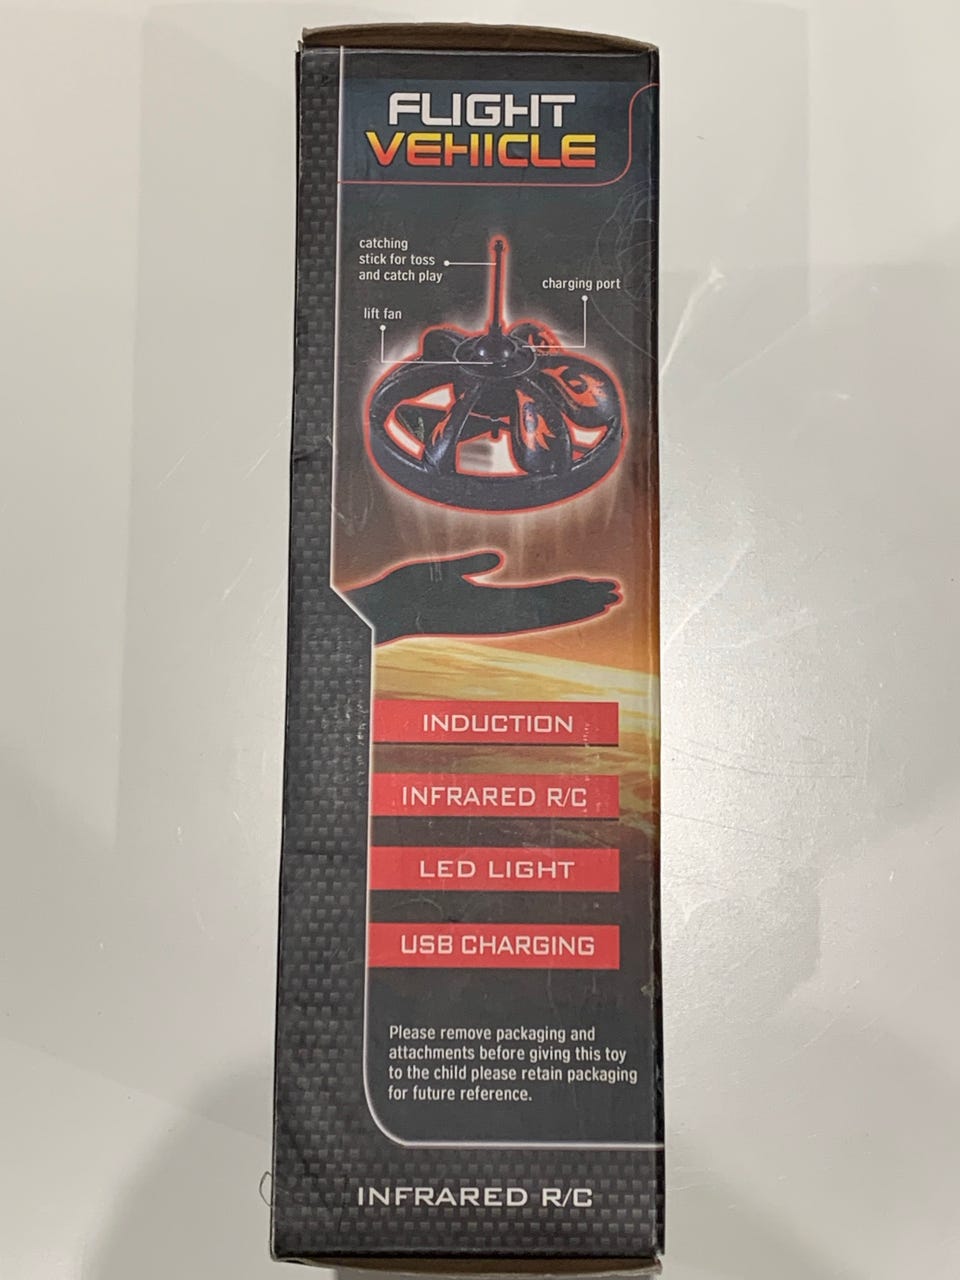 FLIGHT
VEHICLE
catching
stick for toss
and catch play
charging port
lift fan
INDUCTION
INFRARED R/C
LED LIGHT
USB CHARGING
Please remove packaging and
attachments before giving this toy
to the child please retain packaging
for future reference.
INFRARED R/C